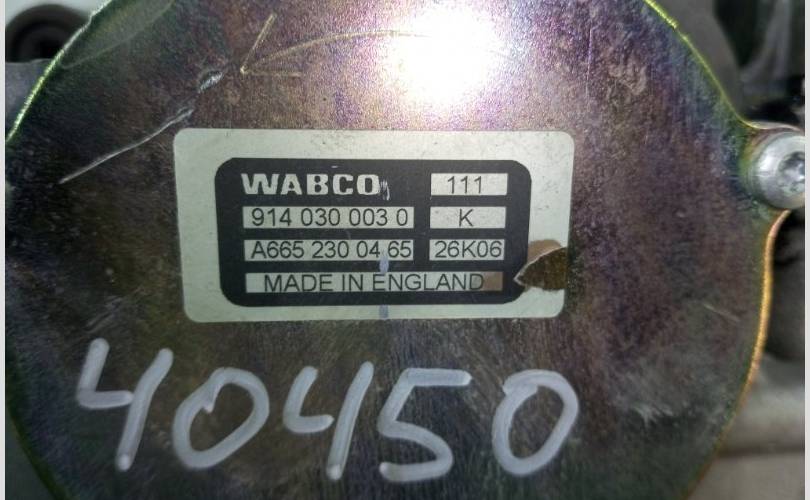 WABCO 111
914 030 003 0 K
A665 230 04 65 26K06
MADE IN ENGLAND
40450